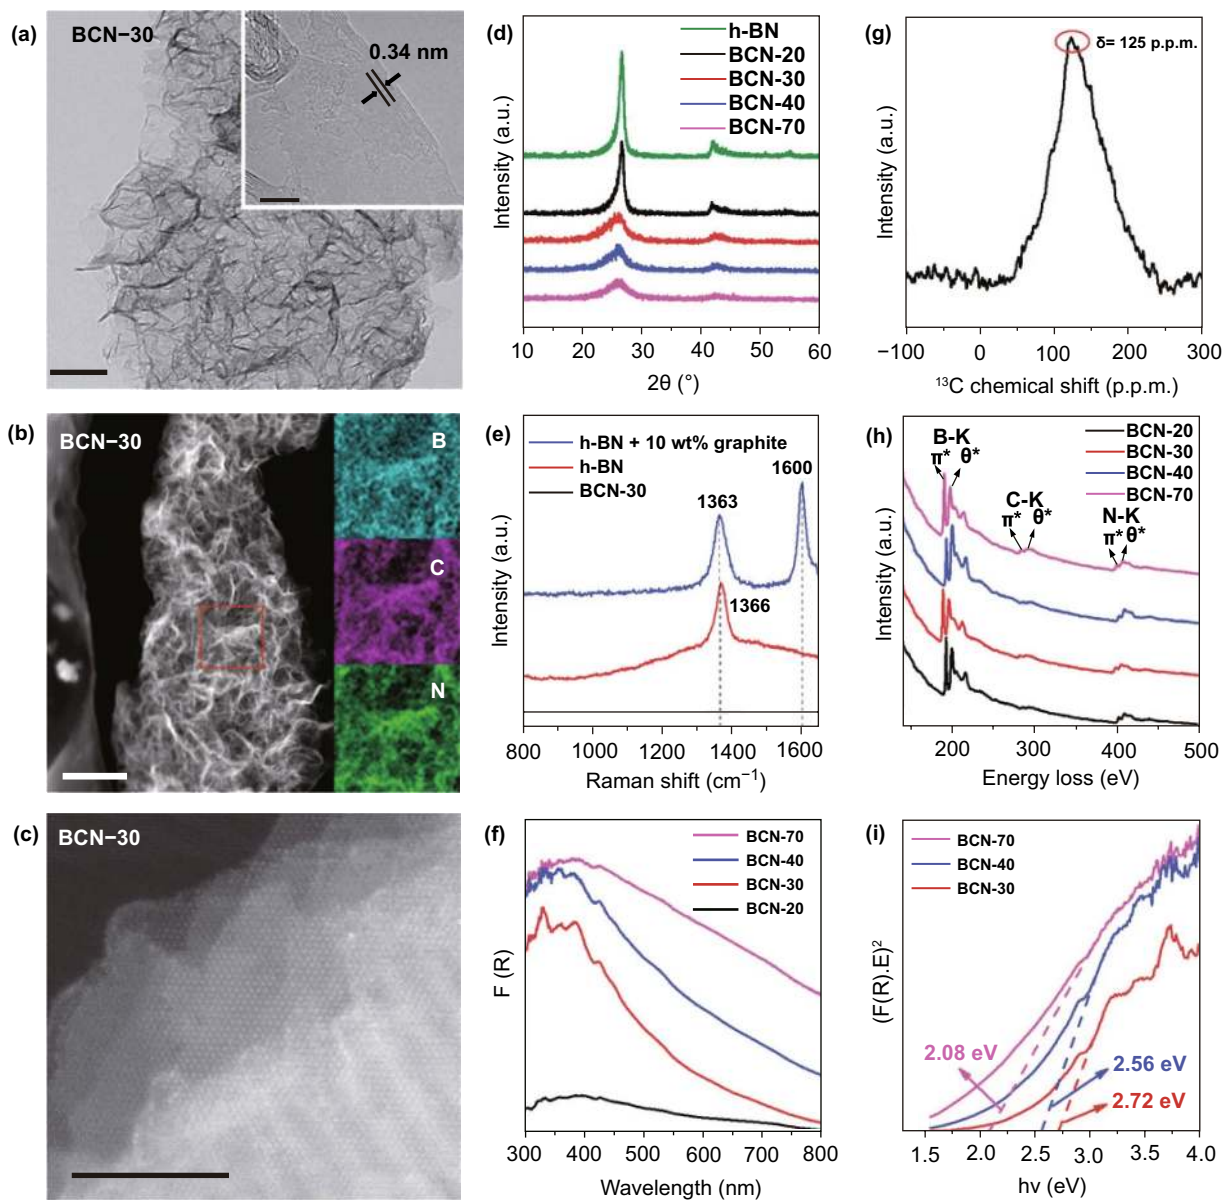 (a)
BCN−30
0.34 nm
(b)
BCN−30
B
C
N
(c)
BCN−30
(d)
h-BN
BCN-20
BCN-30
BCN-40
BCN-70
Intensity (a.u.)
10 20 30 40 50 60
2θ (°)
(e)
h-BN + 10 wt% graphite
h-BN
BCN-30
1600
1363
1366
Intensity (a.u.)
800 1000 1200 1400 1600
Raman shift (cm⁻¹)
(f)
BCN-70
BCN-40
BCN-30
BCN-20
F (R)
300 400 500 600 700 800
Wavelength (nm)
(g)
δ= 125 p.p.m.
Intensity (a.u.)
−100 0 100 200 300
¹³C chemical shift (p.p.m.)
(h)
BCN-20
BCN-30
BCN-40
BCN-70
B-K
π* θ*
C-K
π* θ*
N-K
π* θ*
Intensity (a.u.)
200 300 400 500
Energy loss (eV)
(i)
BCN-70
BCN-40
BCN-30
2.08 eV
2.56 eV
2.72 eV
(F(R).E)²
1.5 2.0 2.5 3.0 3.5 4.0
hv (eV)